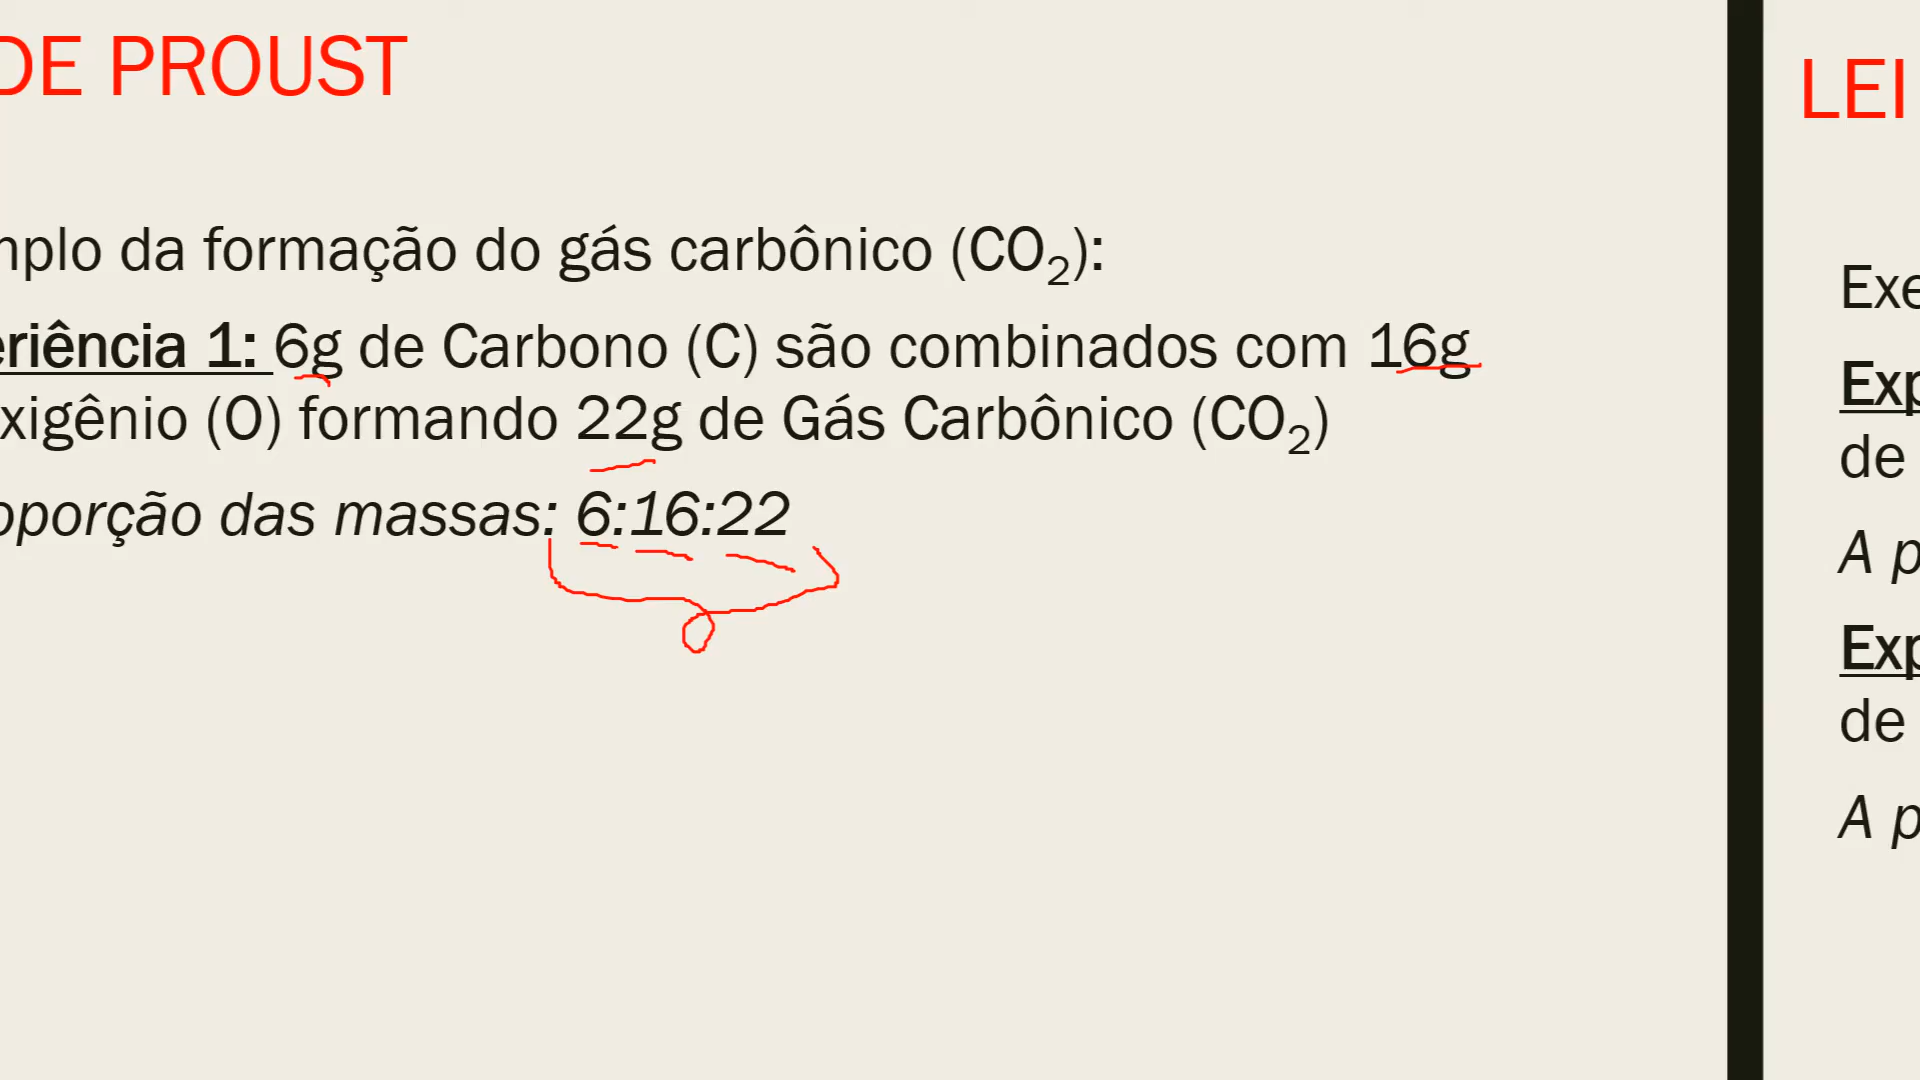 DE PROUST
mplo da formação do gás carbônico (CO₂):
eriência 1: 6g de Carbono (C) são combinados com 16g
xigênio (O) formando 22g de Gás Carbônico (CO₂)
oporção das massas: 6:16:22
LEI
Exe
Exp
de
A p
Exp
de
A p